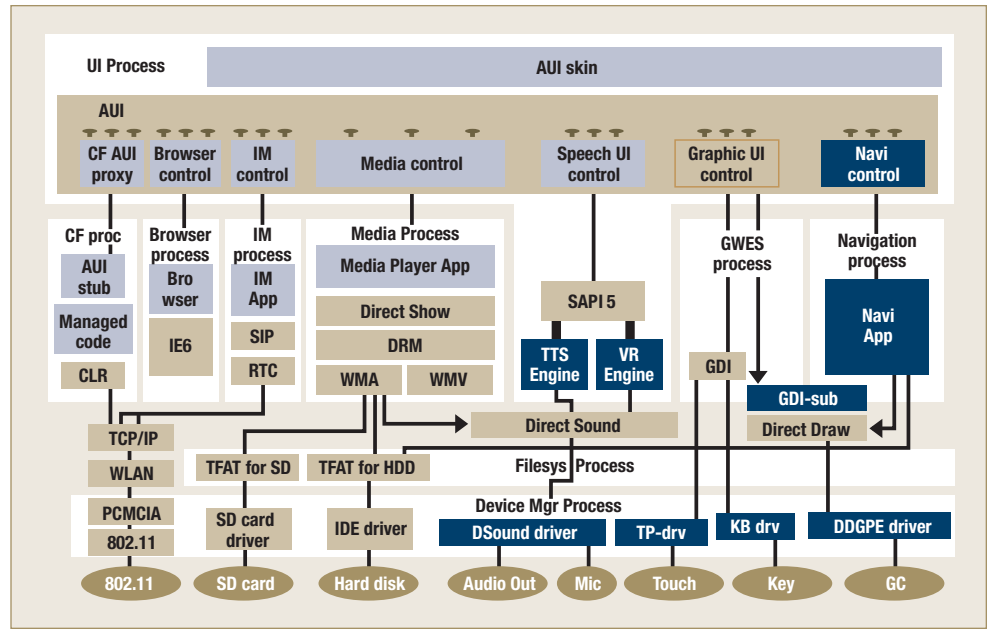 UI Process
AUI skin
AUI
CF AUI
proxy
Browser
control
IM
control
Media control
Speech UI
control
Graphic UI
control
Navi
control
CF proc
AUI
stub
Managed
code
CLR
Browser
process
Bro
wser
IE6
IM
process
IM
App
SIP
RTC
Media Process
Media Player App
Direct Show
DRM
WMA
WMV
SAPI 5
TTS
Engine
VR
Engine
GWES
process
GDI
GDI-sub
Navigation
process
Navi
App
TCP/IP
Direct Sound
Direct Draw
WLAN
TFAT for SD
TFAT for HDD
Filesys Process
Device Mgr Process
PCMCIA
802.11
SD card
driver
IDE driver
DSound driver
TP-drv
KB drv
DDGPE driver
802.11
SD card
Hard disk
Audio Out
Mic
Touch
Key
GC